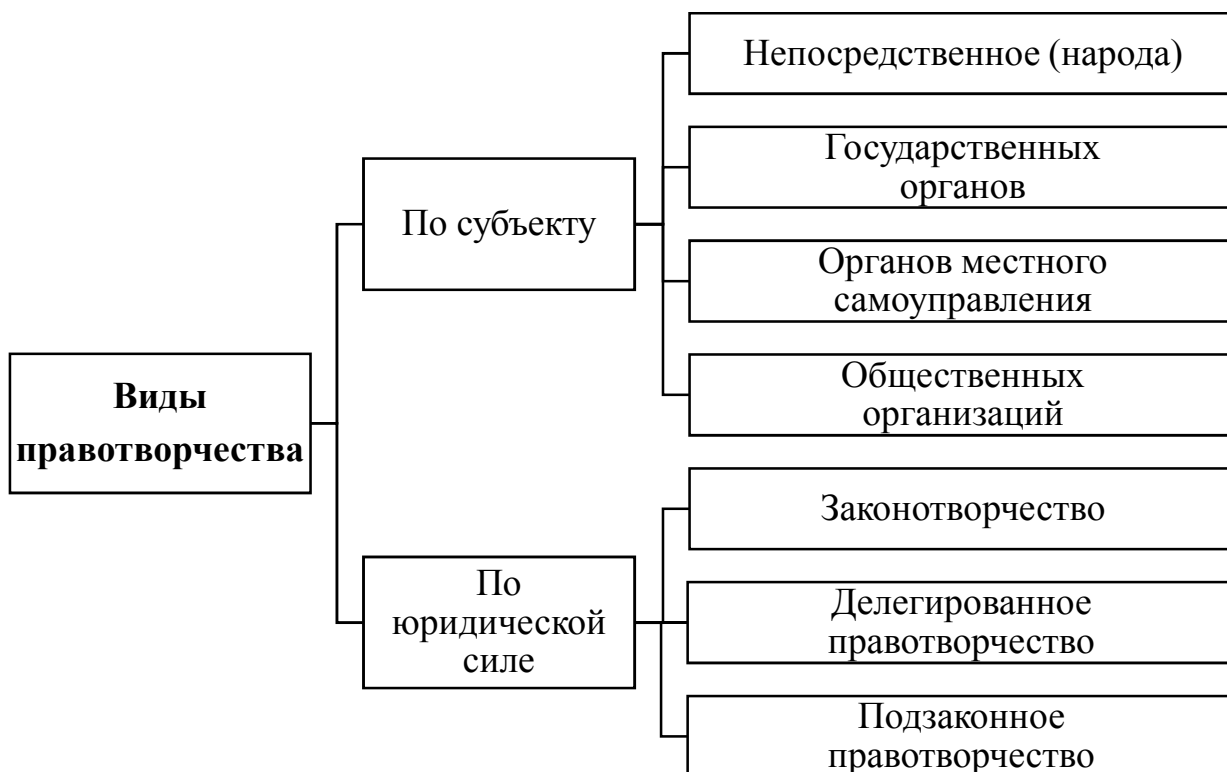 Виды
правотворчества
По субъекту
Непосредственное (народа)
Государственных
органов
Органов местного
самоуправления
Общественных
организаций
По
юридической
силе
Законотворчество
Делегированное
правотворчество
Подзаконное
правотворчество